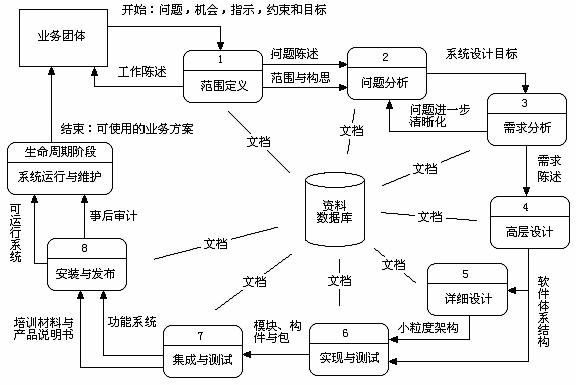 开始：问题，机会，指示，约束和目标
业务团体
1
范围定义
工作陈述
问题陈述
范围与构思
2
问题分析
系统设计目标
问题进一步
清晰化
3
需求分析
需求
陈述
4
高层设计
软件体系结构
5
详细设计
小粒度架构
6
实现与测试
模块、构
件与包
7
集成与测试
功能系统
培训材料与
产品说明书
8
安装与发布
事后审计
可运行
系统
生命周期阶段
系统运行与维护
结束：可使用的业务方案
资料
数据库
文档
文档
文档
文档
文档
文档
文档
文档